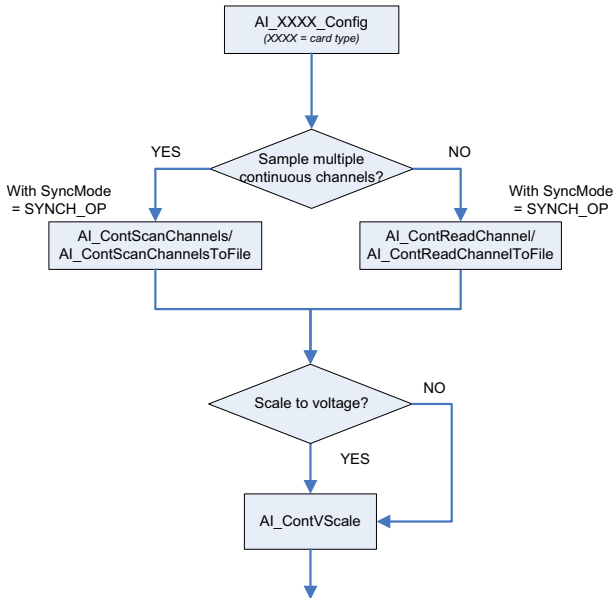 AI_XXXX_Config
(XXXX = card type)
YES
Sample multiple
continuous channels?
NO
With SyncMode
= SYNCH_OP
With SyncMode
= SYNCH_OP
AI_ContScanChannels/
AI_ContScanChannelsToFile
AI_ContReadChannel/
AI_ContReadChannelToFile
Scale to voltage?
NO
YES
AI_ContVScale